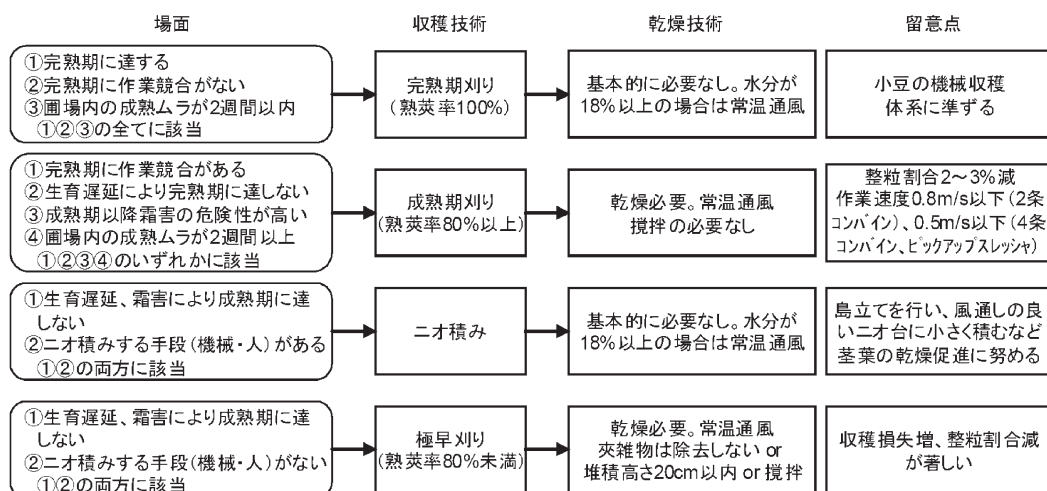 場面
収穫技術
乾燥技術
留意点
①完熟期に達する
②完熟期に作業競合がない
③圃場内の成熟ムラが2週間以内
①②③の全てに該当
完熟期刈り
(熟莢率100%)
基本的に必要なし。水分が
18%以上の場合は常温通風
小豆の機械収穫
体系に準ずる
①完熟期に作業競合がある
②生育遅延により完熟期に達しない
③成熟期以降霜害の危険性が高い
④圃場内の成熟ムラが2週間以上
①②③④のいずれかに該当
成熟期刈り
(熟莢率80%以上)
乾燥必要。常温通風
撹拌の必要なし
整粒割合2～3%減
作業速度0.8m/s以下(2条
コンバイン)、0.5m/s以下(4条
コンバイン、ピックアップスレッシャ)
①生育遅延、霜害により成熟期に達
しない
②ニオ積みする手段(機械・人)がある
①②の両方に該当
ニオ積み
基本的に必要なし。水分が
18%以上の場合は常温通風
島立てを行い、風通しの良
いニオ台に小さく積むなど
茎葉の乾燥促進に努める
①生育遅延、霜害により成熟期に達
しない
②ニオ積みする手段(機械・人)がない
①②の両方に該当
極早刈り
(熟莢率80%未満)
乾燥必要。常温通風
夾雑物は除去しない or
堆積高さ20cm以内 or 撹拌
収穫損失増、整粒割合減
が著しい